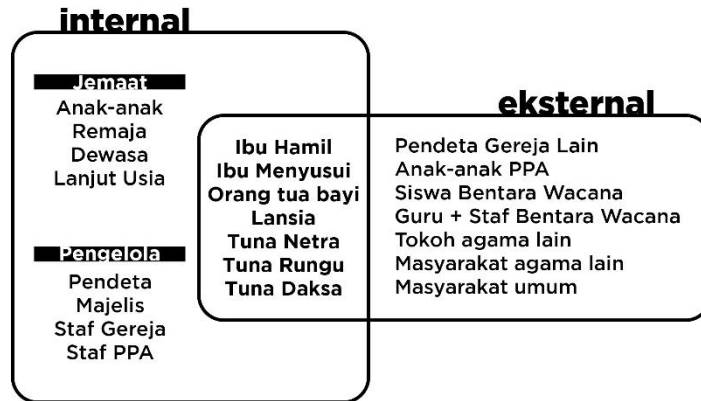 internal
Jemaat
Anak-anak
Remaja
Dewasa
Lanjut Usia
Pengelola
Pendeta
Majelis
Staf Gereja
Staf PPA
Ibu Hamil
Ibu Menyusui
Orang tua bayi
Lansia
Tuna Netra
Tuna Rungu
Tuna Daksa
eksternal
Pendeta Gereja Lain
Anak-anak PPA
Siswa Bentara Wacana
Guru + Staf Bentara Wacana
Tokoh agama lain
Masyarakat agama lain
Masyarakat umum